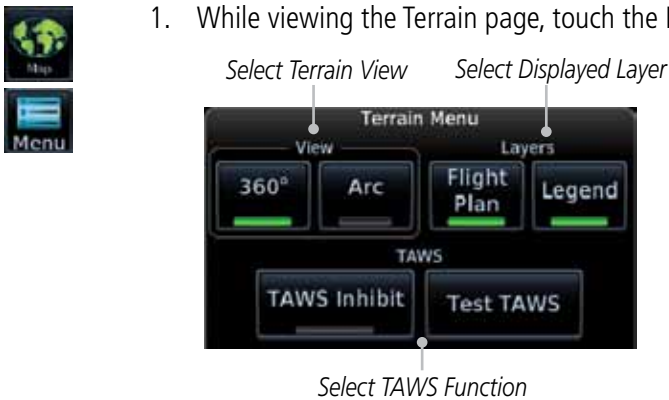 Map
Menu
1. While viewing the Terrain page, touch the
Select Terrain View Select Displayed Layer
Terrain Menu
View Layers
360° Arc Flight Plan Legend
TAWS
TAWS Inhibit Test TAWS
Select TAWS Function